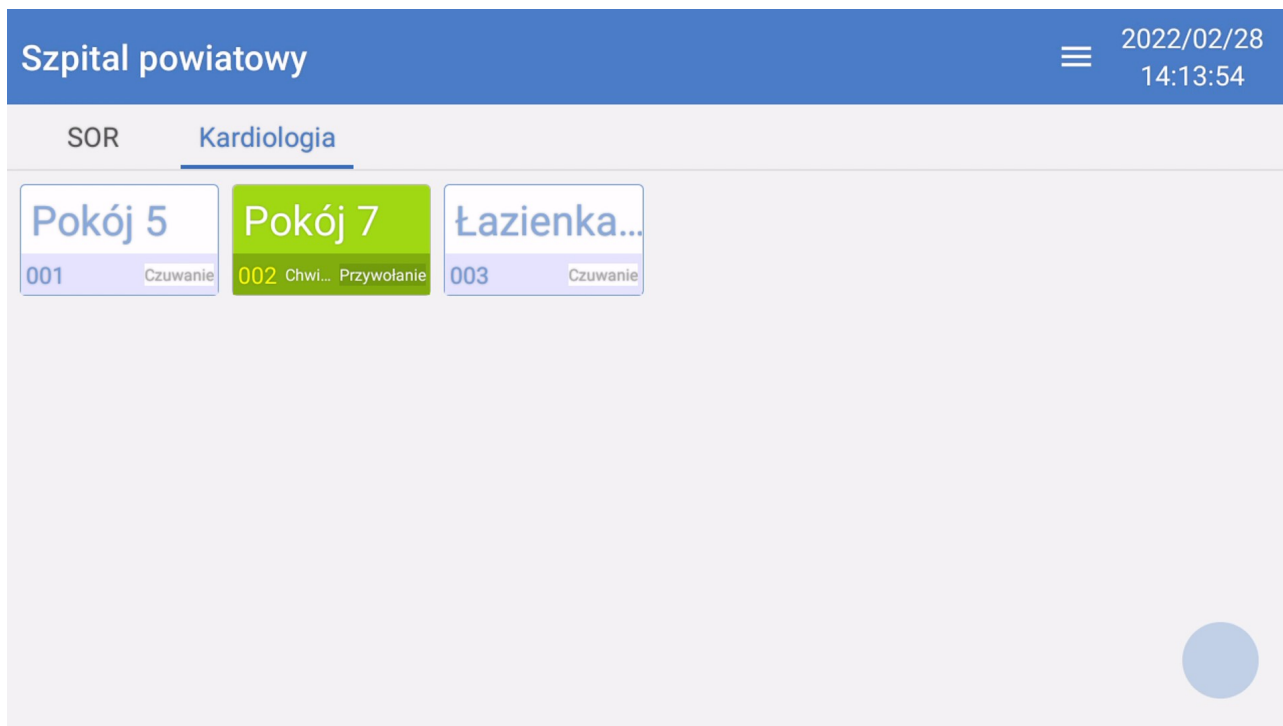 Szpital powiatowy
2022/02/28
14:13:54
SOR Kardiologia
Pokój 5
001 Czuwanie
Pokój 7
002 Chwi... Przywołanie
Łazienka...
003 Czuwanie